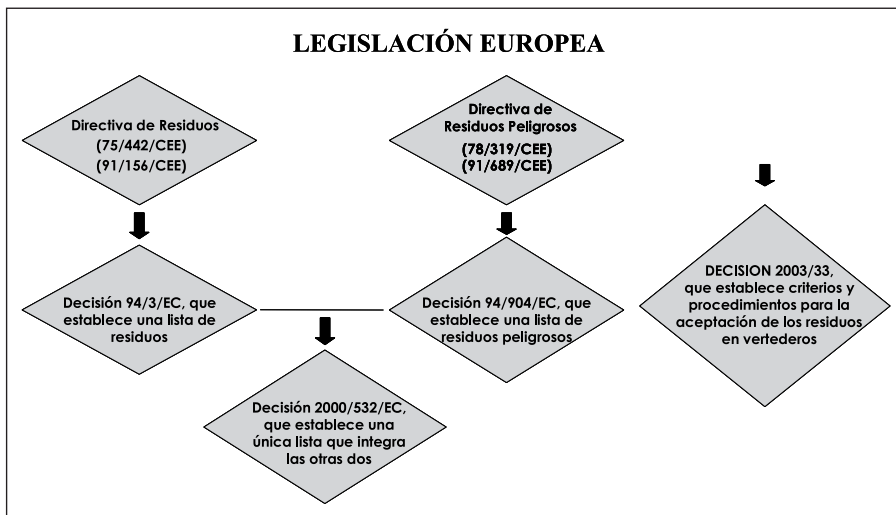 LEGISLACIÓN EUROPEA
Directiva de Residuos
(75/442/CEE)
(91/156/CEE)
Directiva de
Residuos Peligrosos
(78/319/CEE)
(91/689/CEE)
Decisión 94/3/EC, que
establece una lista de
residuos
Decisión 94/904/EC, que
establece una lista de
residuos peligrosos
DECISION 2003/33,
que establece criterios y
procedimientos para la
aceptación de los residuos
en vertederos
Decisión 2000/532/EC,
que establece una
única lista que integra
las otras dos